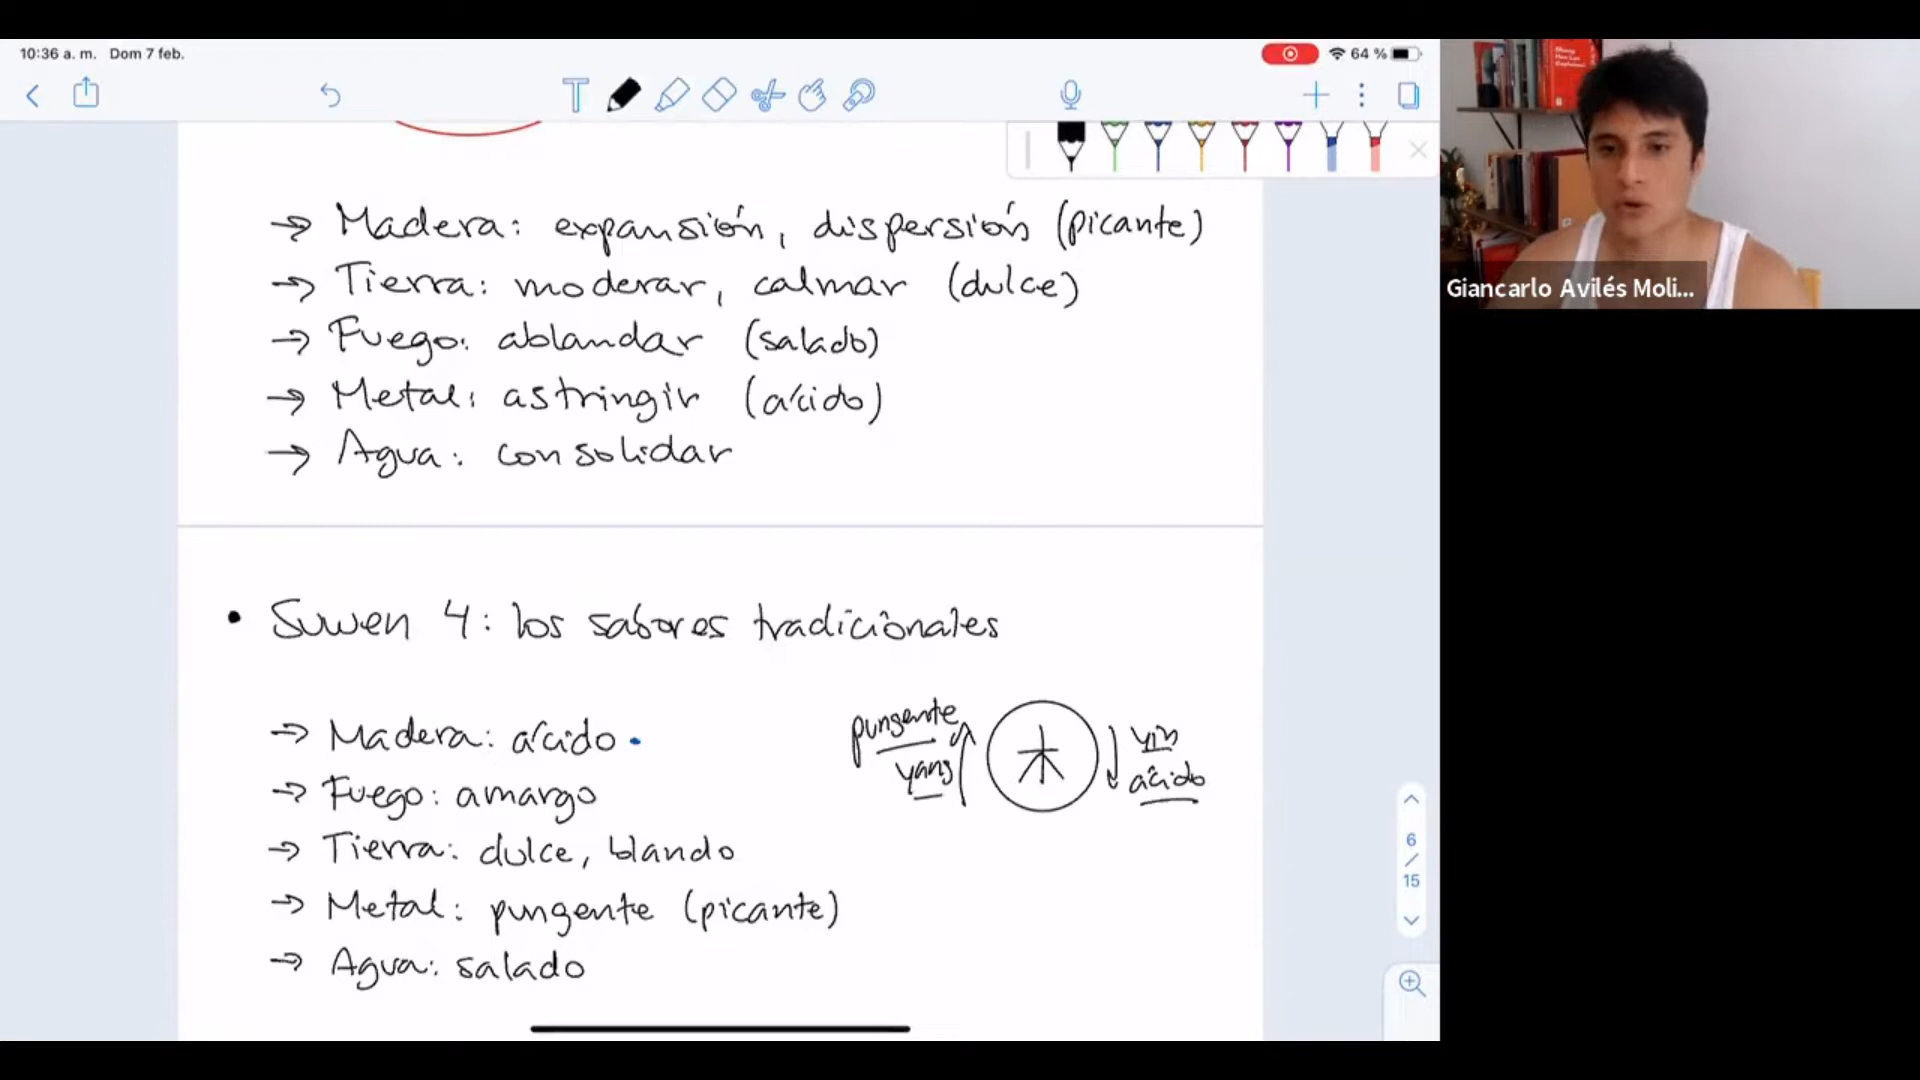 10:36 a. m. Dom 7 feb.
64 %
T
→ Madera: expansión, dispersión (picante)
→ Tierra: moderar, calmar (dulce)
→ Fuego: ablandar (salado)
→ Metal: astringir (ácido)
→ Agua: consolidar
• Suwen 4: los sabores tradicionales
→ Madera: ácido
→ Fuego: amargo
→ Tierra: dulce, blando
→ Metal: pungente (picante)
→ Agua: salado
pungente
yang
木
yin
ácido
6
/
15
Giancarlo Avilés Moli...